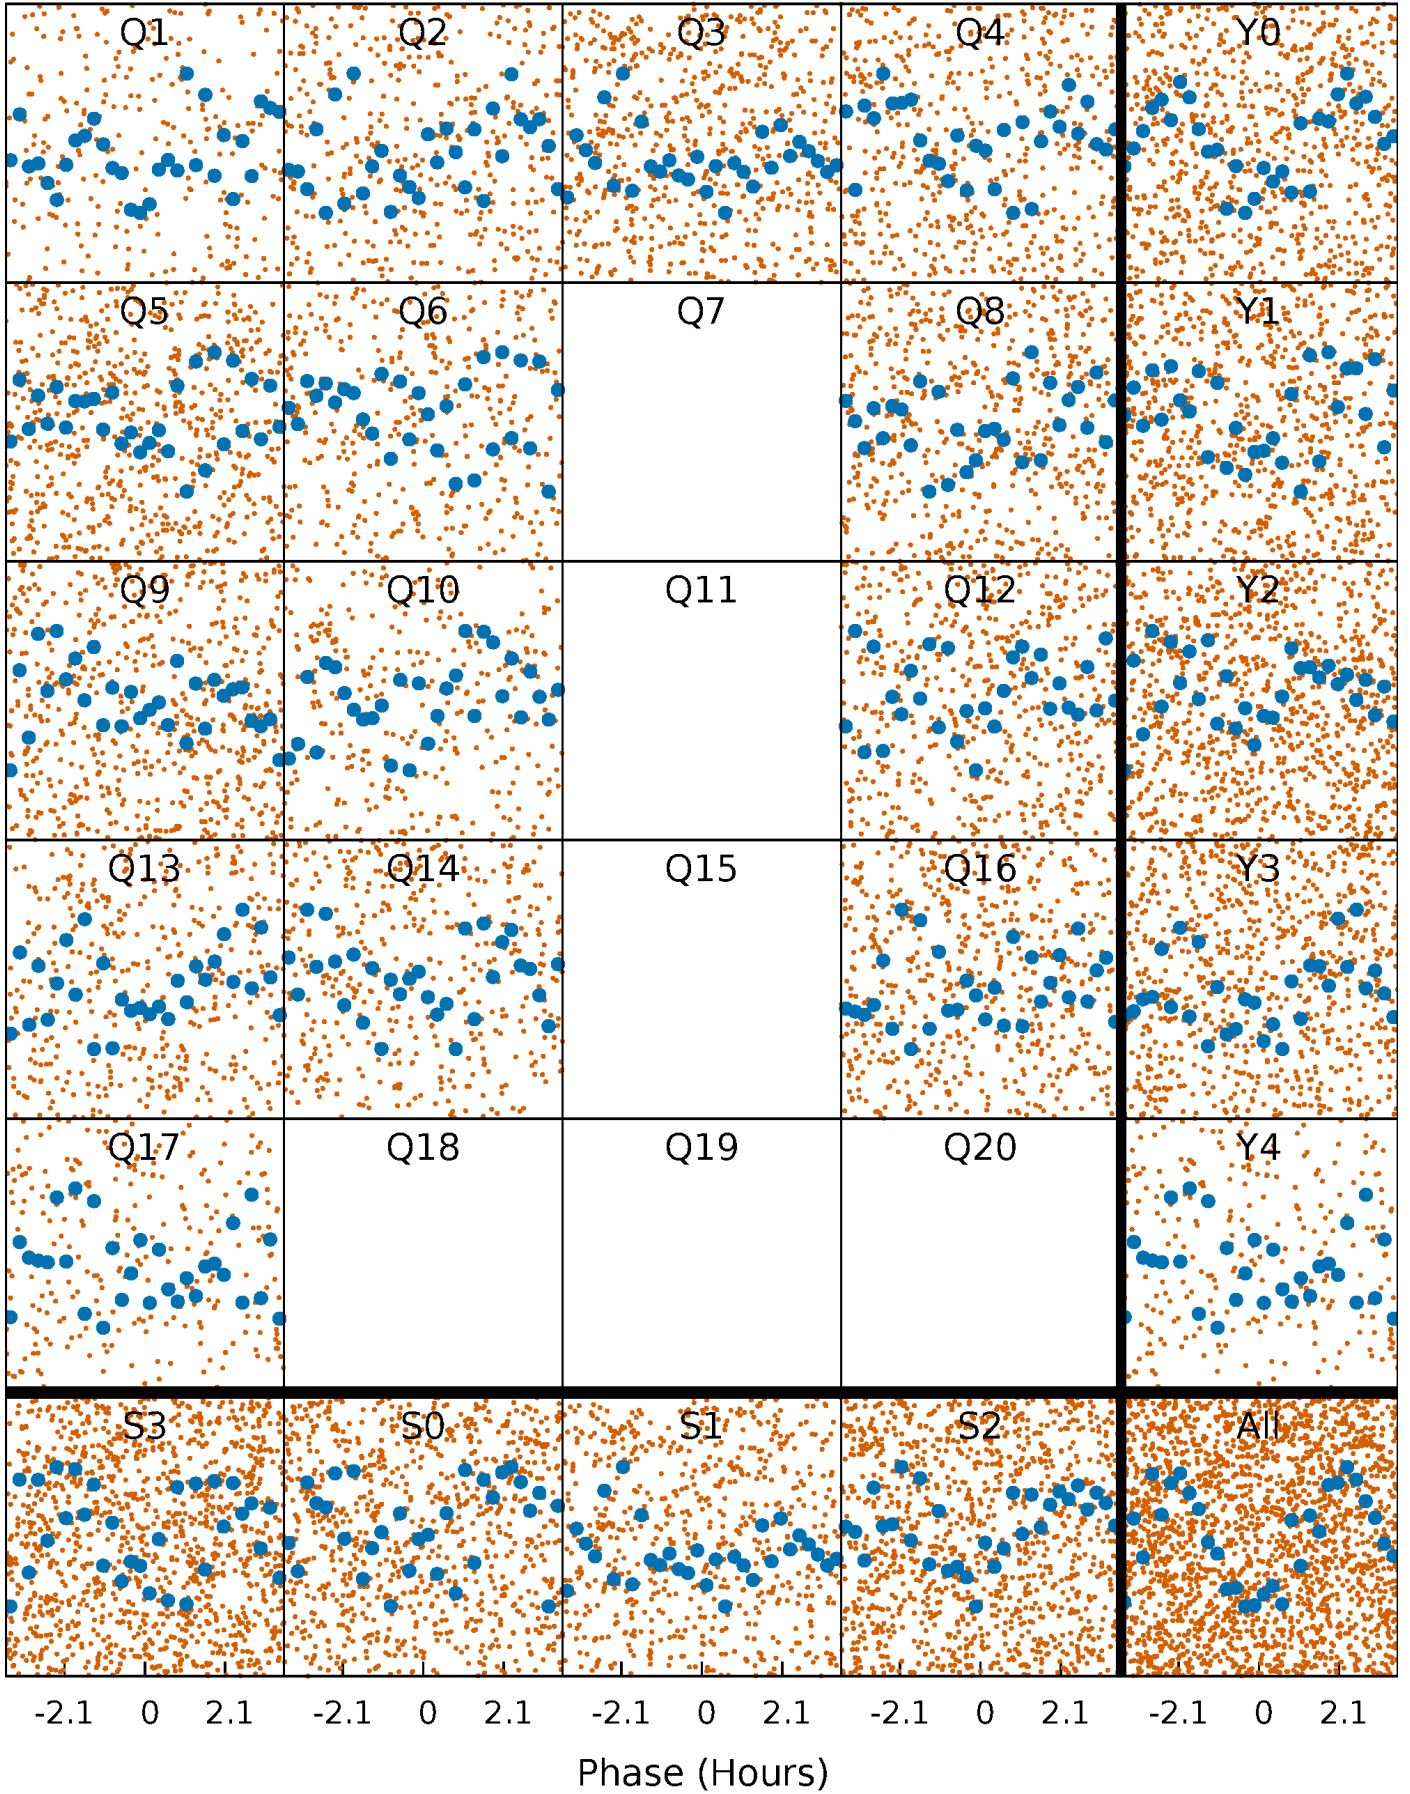 Q1 Q2 Q3 Q4 Y0
Q5 Q6 Q7 Q8 Y1
Q9 Q10 Q11 Q12 Y2
Q13 Q14 Q15 Q16 Y3
Q17 Q18 Q19 Q20 Y4
S3 S0 S1 S2 All
-2.1 0 2.1 -2.1 0 2.1 -2.1 0 2.1 -2.1 0 2.1 -2.1 0 2.1
Phase (Hours)